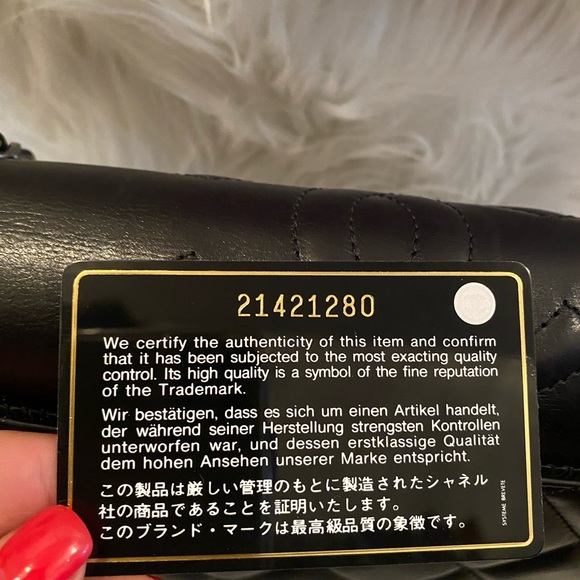 21421280
We certify the authenticity of this item and confirm
that it has been subjected to the most exacting quality
control. Its high quality is a symbol of the fine reputation
of the Trademark.
Wir bestätigen, dass es sich um einen Artikel handelt,
der während seiner Herstellung strengsten Kontrollen
unterworfen war, und dessen erstklassige Qualität
dem hohen Ansehen unserer Marke entspricht.
この製品は厳しい管理のもとに製造されたシャネル
社の商品であることを証明いたします。
このブランド・マークは最高級品質の象徴です。
SYSTEME BREVETE